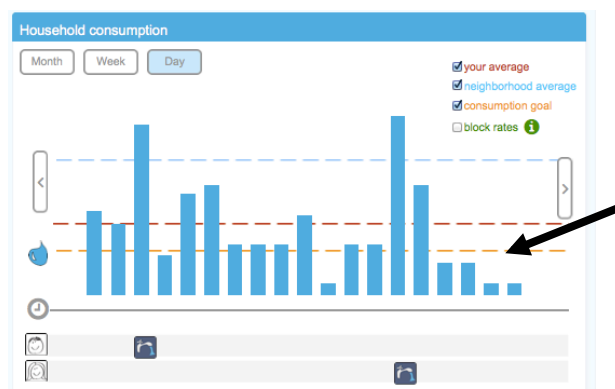 Household consumption
Month Week Day
your average
neighborhood average
consumption goal
block rates i
< >